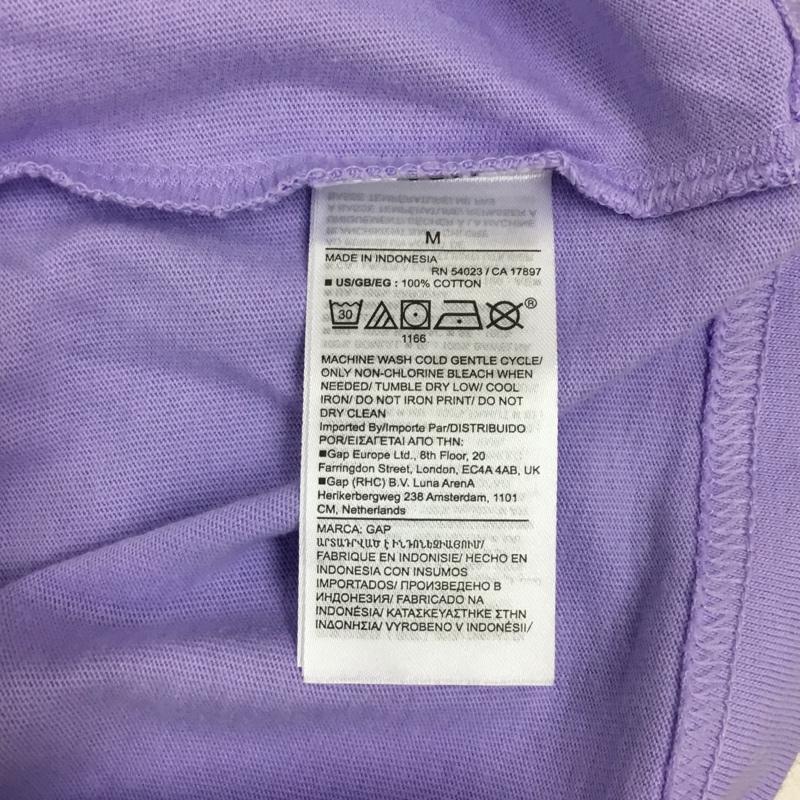 M
MADE IN INDONESIA
RN 54023 / CA 17897
■ US/GB/EG : 100% COTTON
30
®
1166
MACHINE WASH COLD GENTLE CYCLE/
ONLY NON-CHLORINE BLEACH WHEN
NEEDED/ TUMBLE DRY LOW/ COOL
IRON/ DO NOT IRON PRINT/ DO NOT
DRY CLEAN
Imported By/Importe Par/DISTRIBUIDO
POR/ΕΙΣΑΓΕΤΑΙ ΑΠΟ ΤΗΝ:
■Gap Europe Ltd., 8th Floor, 20
Farringdon Street, London, EC4A 4AB, UK
■Gap (RHC) B.V. Luna ArenA
Herikerbergweg 238 Amsterdam, 1101
CM, Netherlands
MARCA: GAP
ԱՐՏԱԴՐՎԱԾ Է ԻՆԴՈՆԵԶԻԱՅՈՒՄ/
FABRIQUE EN INDONISIE/ HECHO EN
INDONESIA CON INSUMOS
IMPORTADOS/ ПРОИЗВЕДЕНО В
ИНДОНЕЗИЯ/ FABRICADO NA
INDONÉSIA/ ΚΑΤΑΣΚΕΥΑΣΤΗΚΕ ΣΤΗΝ
ΙΝΔΟΝΗΣΙΑ/ VYROBENO V INDONÉSII/